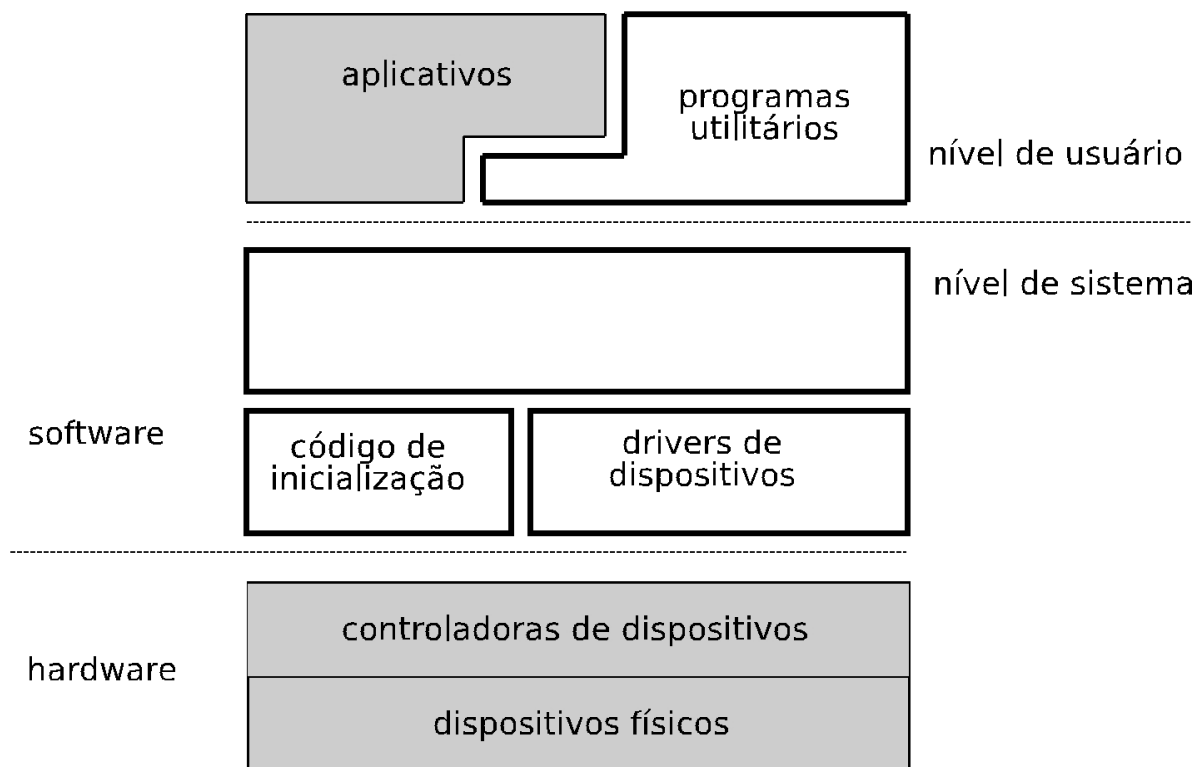 aplicativos
programas
utilitários
nível de usuário
nível de sistema
software
código de
inicialização
drivers de
dispositivos
controladoras de dispositivos
hardware
dispositivos físicos